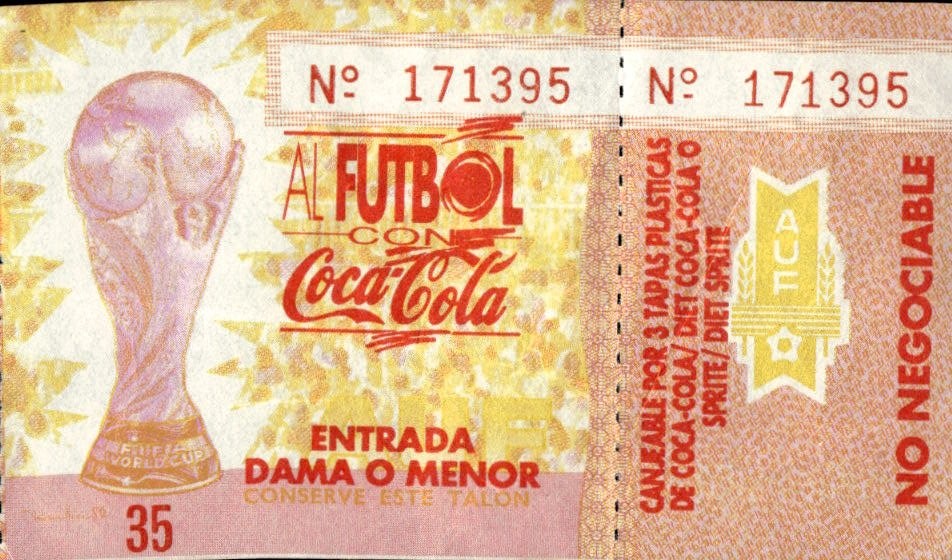 Nº 171395
AL FUTBOL
CON
Coca-Cola
ENTRADA
DAMA O MENOR
CONSERVE ESTE TALON
35
FIFA
WORLD CUP
Nº 171395
CANJEABLE POR 3 TAPAS PLASTICAS
DE COCA-COLA/ DIET COCA-COLA O
SPRITE/ DIET SPRITE
AUF
NO NEGOCIABLE